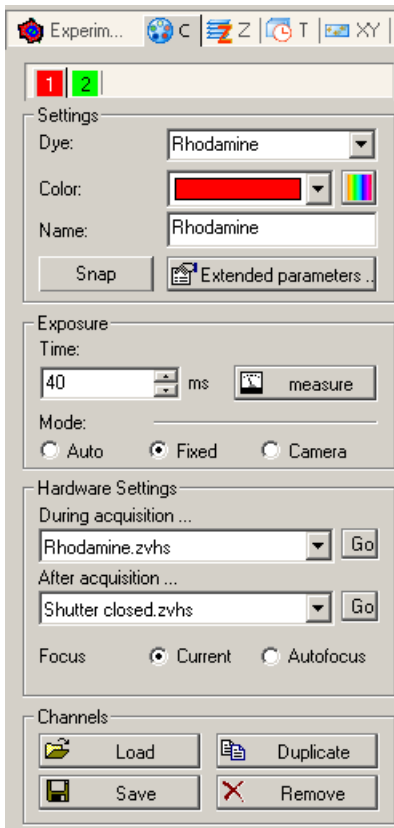 Experim... C Z T XY
1 2
Settings
Dye: Rhodamine
Color:
Name: Rhodamine
Snap Extended parameters ..
Exposure
Time:
40 ms measure
Mode:
Auto Fixed Camera
Hardware Settings
During acquisition ...
Rhodamine.zvhs Go
After acquisition ...
Shutter closed.zvhs Go
Focus Current Autofocus
Channels
Load Duplicate
Save Remove